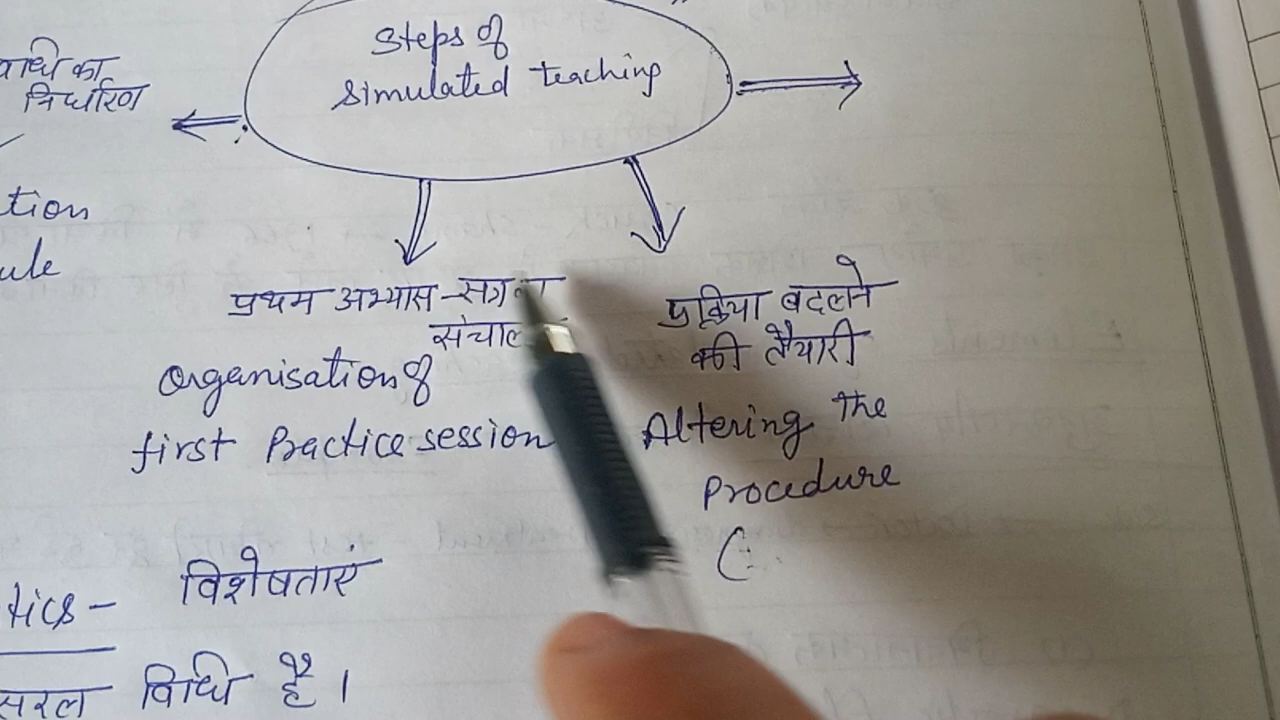 Steps of
simulated teaching
का
निर्धारण
tion
ule
प्रथम अभ्यास-सत्र
organisation of
first Practice session
प्रक्रिया बदलने
की तैयारी
Altering the
Procedure
(
tics- विशेषताएं
सरल विधि है।